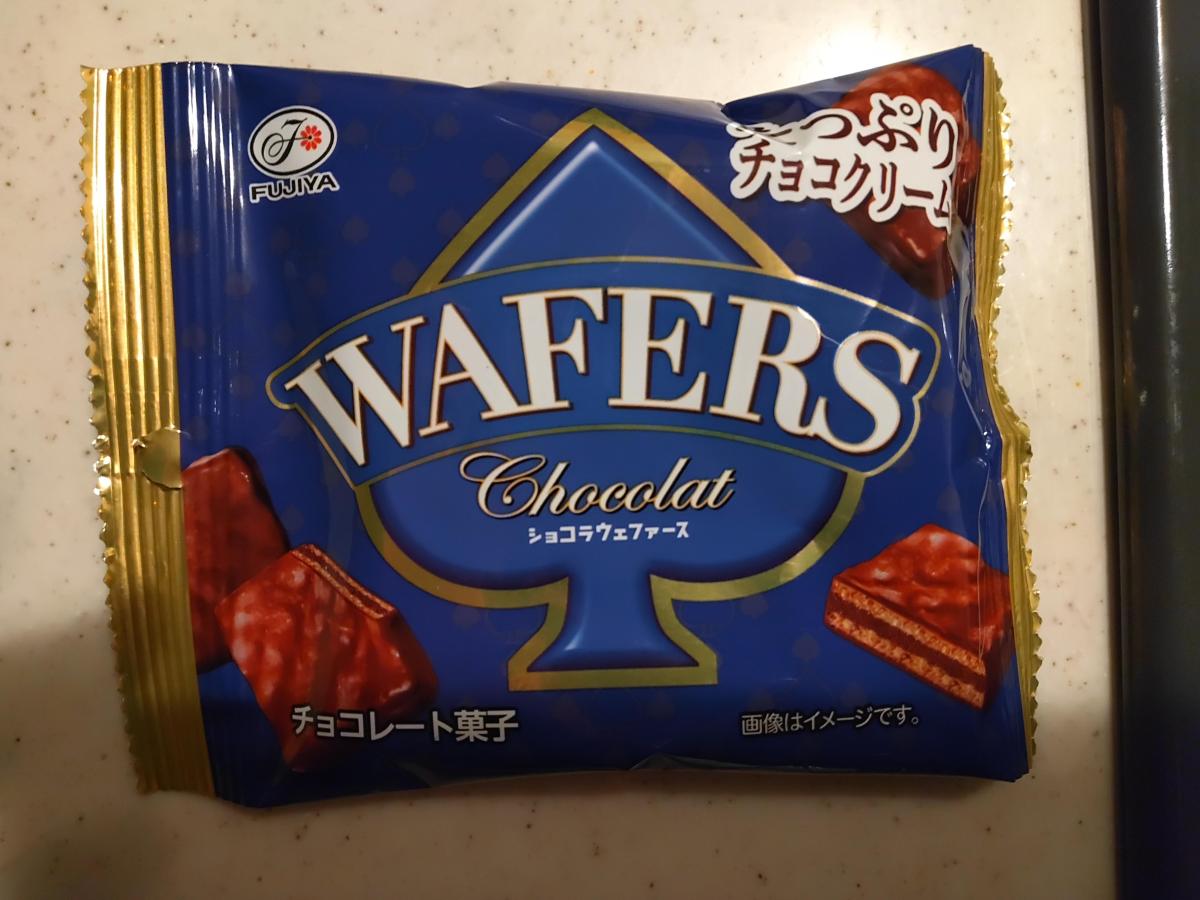 FUJIYA
たっぷり
チョコクリーム
WAFERS
Chocolat
ショコラウェファース
チョコレート菓子
画像はイメージです。